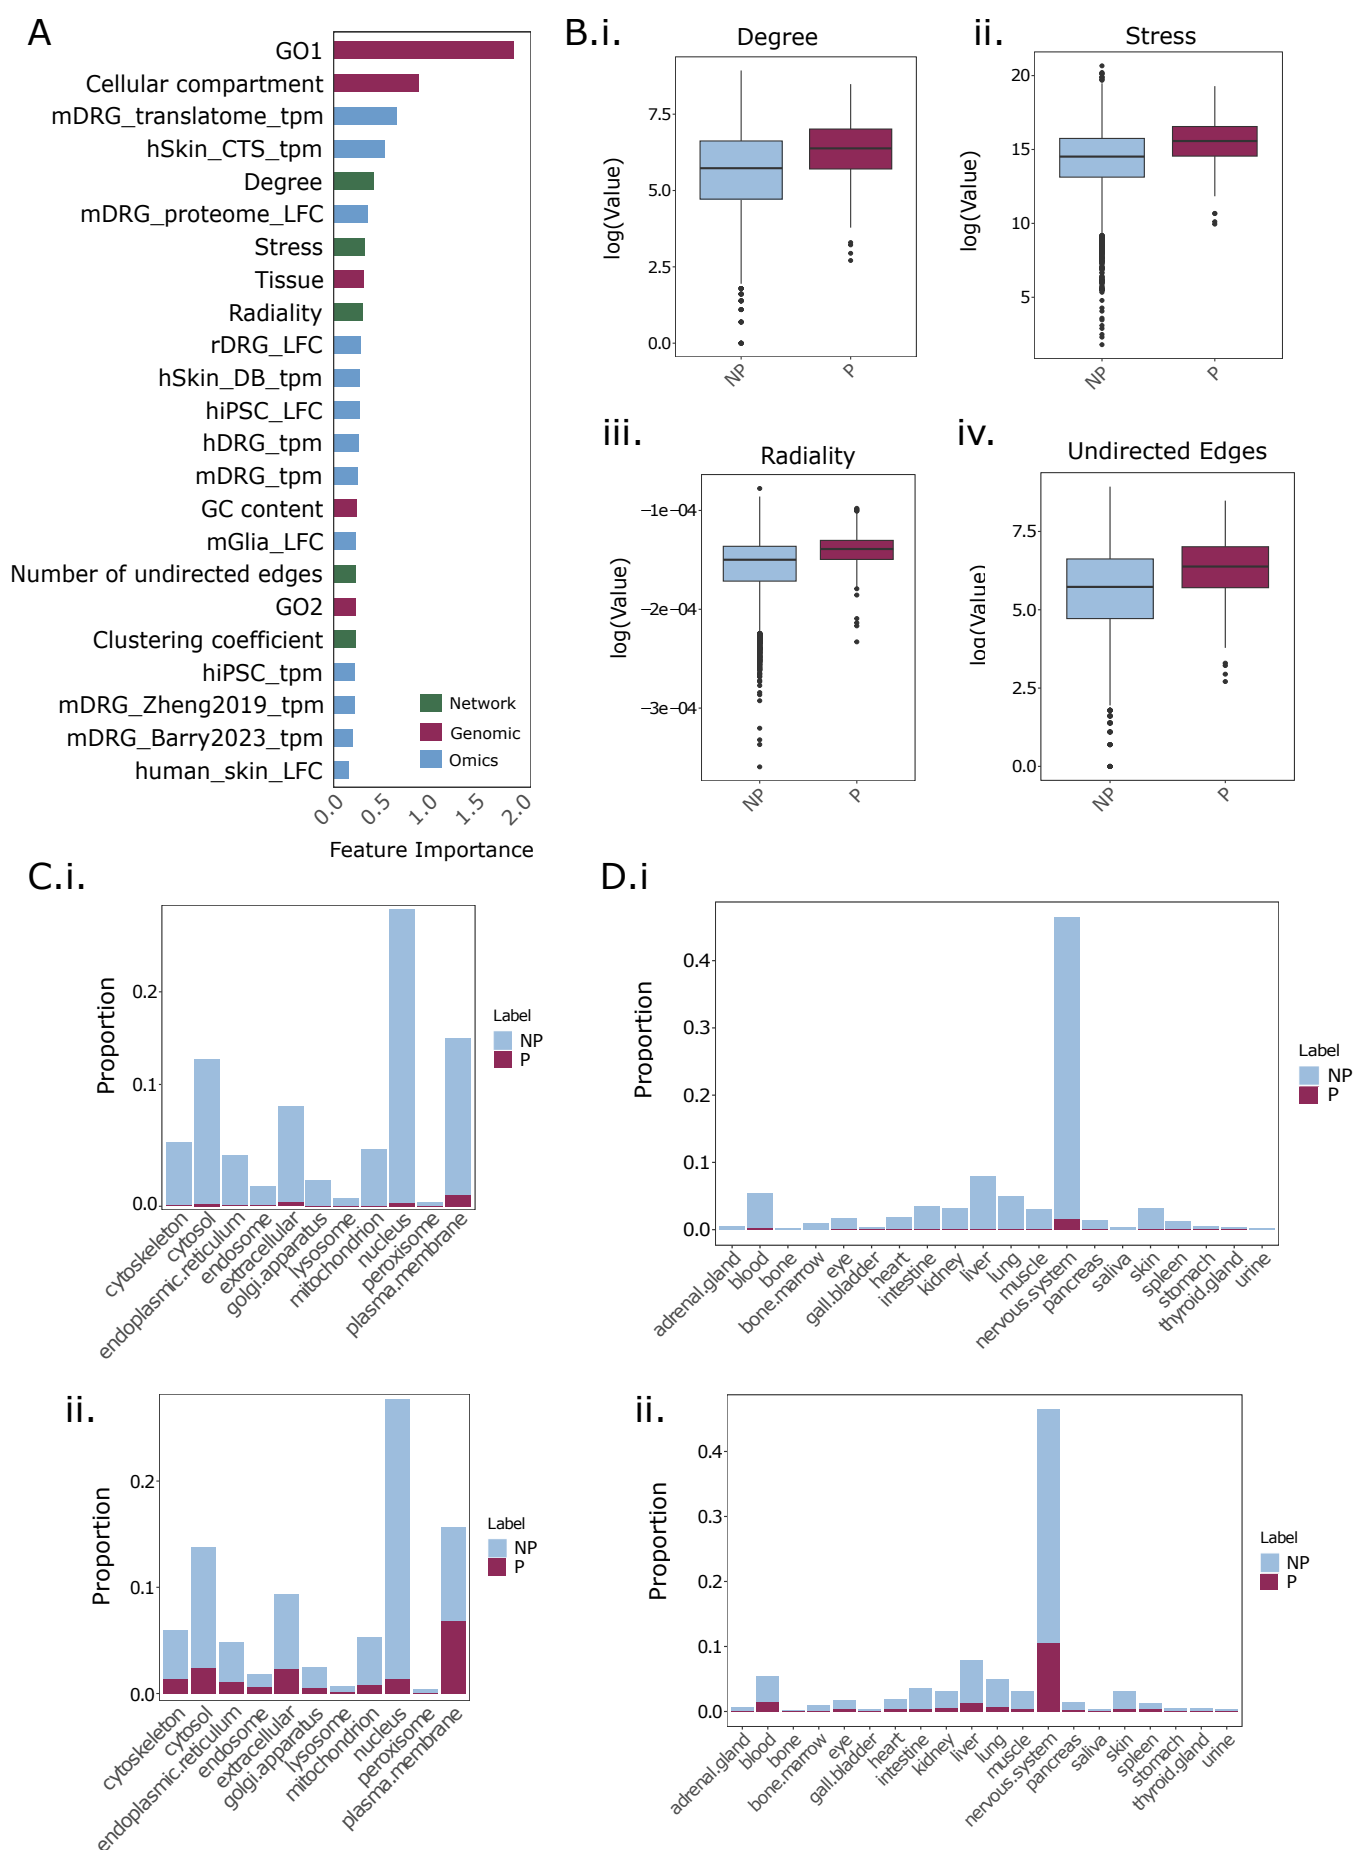 A
GO1
Cellular compartment
mDRG_translatome_tpm
hSkin_CTS_tpm
Degree
mDRG_proteome_LFC
Stress
Tissue
Radiality
rDRG_LFC
hSkin_DB_tpm
hiPSC_LFC
hDRG_tpm
mDRG_tpm
GC content
mGlia_LFC
Number of undirected edges
GO2
Clustering coefficient
hiPSC_tpm
mDRG_Zheng2019_tpm
mDRG_Barry2023_tpm
human_skin_LFC
Network
Genomic
Omics
0.0 0.5 1.0 1.5 2.0
Feature Importance
B.i.
Degree
log(Value)
7.5
5.0
2.5
0.0
NP P
ii.
Stress
log(Value)
20
15
10
5
NP P
iii.
Radiality
log(Value)
−1e−04
−2e−04
−3e−04
NP P
iv.
Undirected Edges
log(Value)
7.5
5.0
2.5
0.0
NP P
C.i.
Proportion
0.2
0.1
0.0
cytoskeleton
cytosol
endoplasmic.reticulum
endosome
extracellular
golgi.apparatus
lysosome
mitochondrion
nucleus
peroxisome
plasma.membrane
Label
NP
P
D.i
Proportion
0.4
0.3
0.2
0.1
0.0
adrenal.gland
blood
bone
bone.marrow
eye
gall.bladder
heart
intestine
kidney
liver
lung
muscle
nervous.system
pancreas
saliva
skin
spleen
stomach
thyroid.gland
urine
Label
NP
P
ii.
Proportion
0.2
0.1
0.0
cytoskeleton
cytosol
endoplasmic.reticulum
endosome
extracellular
golgi.apparatus
lysosome
mitochondrion
nucleus
peroxisome
plasma.membrane
Label
NP
P
ii.
Proportion
0.4
0.3
0.2
0.1
0.0
adrenal.gland
blood
bone
bone.marrow
eye
gall.bladder
heart
intestine
kidney
liver
lung
muscle
nervous.system
pancreas
saliva
skin
spleen
stomach
thyroid.gland
urine
Label
NP
P